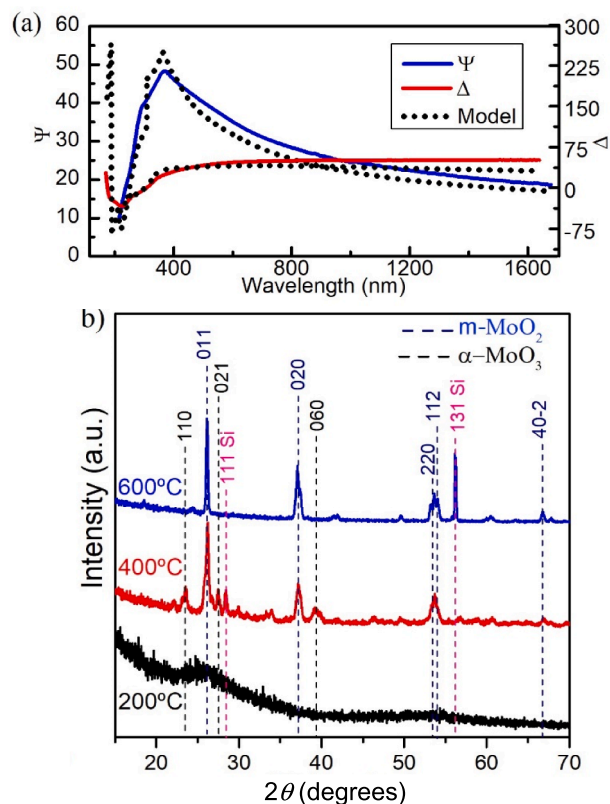 (a)
60
50
40
30
20
10
0
Ψ
300
225
150
75
0
-75
Δ
Ψ
Δ
Model
400
800
1200
1600
Wavelength (nm)
b)
m-MoO₂
α–MoO₃
110
011
021
111 Si
020
060
220
112
131 Si
40-2
600ºC
400ºC
200ºC
Intensity (a.u.)
20
30
40
50
60
70
2θ (degrees)